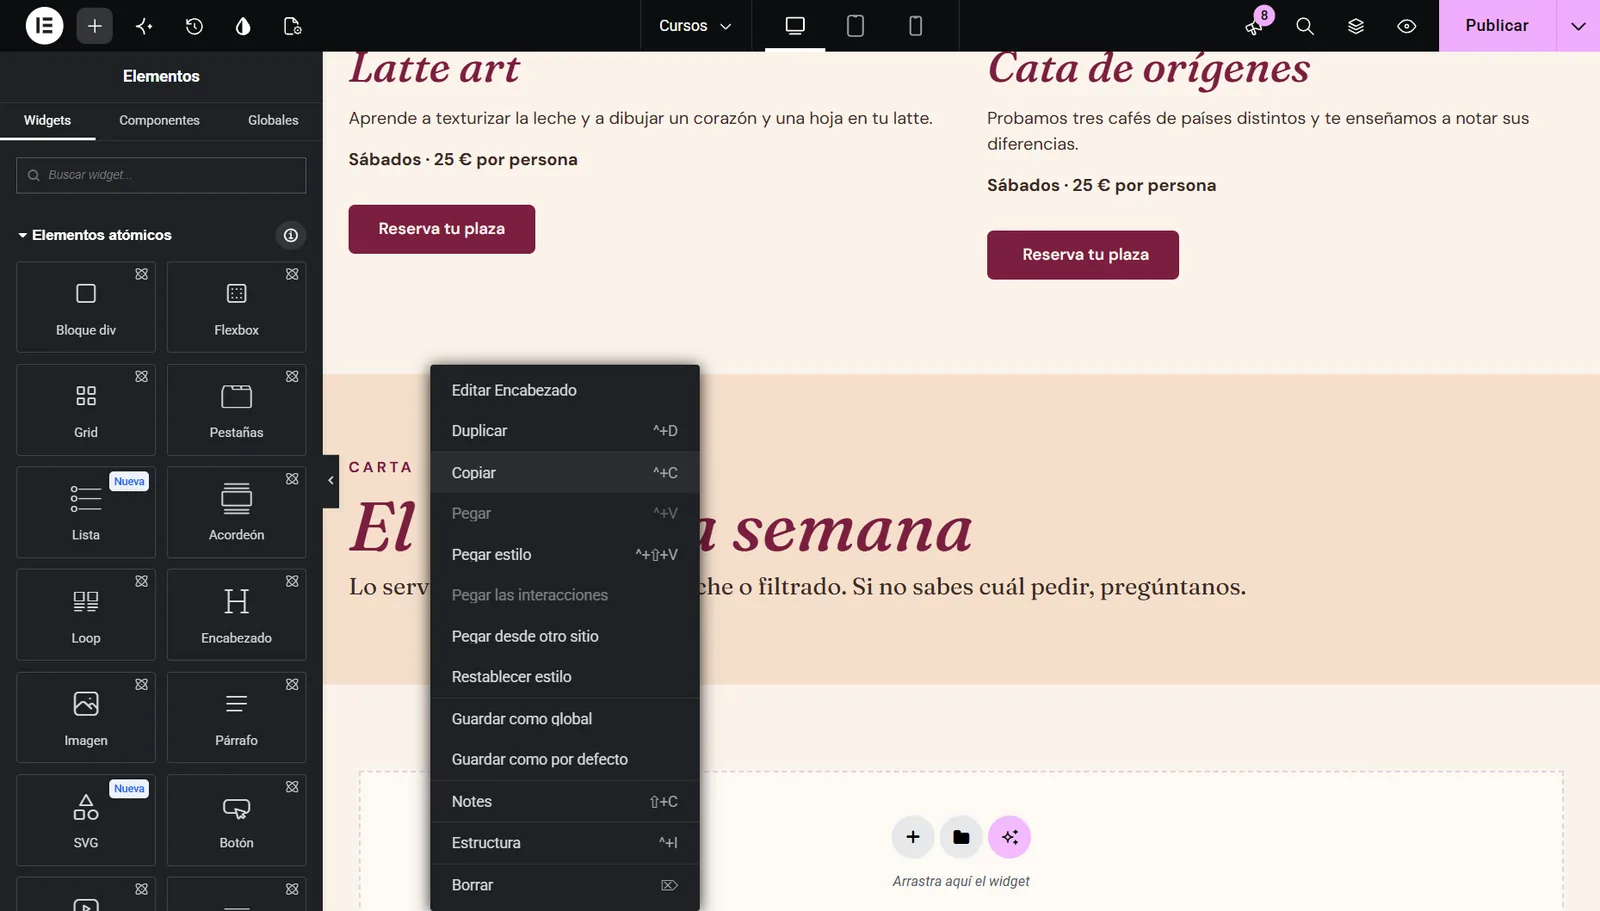 Cursos
8
Publicar
Elementos
Widgets
Componentes
Globales
Buscar widget...
Elementos atómicos
Bloque div
Flexbox
Grid
Pestañas
Nueva
Lista
Acordeón
Loop
Encabezado
Imagen
Párrafo
Nueva
SVG
Botón
Latte art
Aprende a texturizar la leche y a dibujar un corazón y una hoja en tu latte.
Sábados · 25 € por persona
Reserva tu plaza
Cata de orígenes
Probamos tres cafés de países distintos y te enseñamos a notar sus
diferencias.
Sábados · 25 € por persona
Reserva tu plaza
CARTA
El a semana
Lo serv che o filtrado. Si no sabes cuál pedir, pregúntanos.
Editar Encabezado
Duplicar ^+D
Copiar ^+C
Pegar ^+V
Pegar estilo ^+⇧+V
Pegar las interacciones
Pegar desde otro sitio
Restablecer estilo
Guardar como global
Guardar como por defecto
Notes ⇧+C
Estructura ^+I
Borrar ⌦
Arrastra aquí el widget